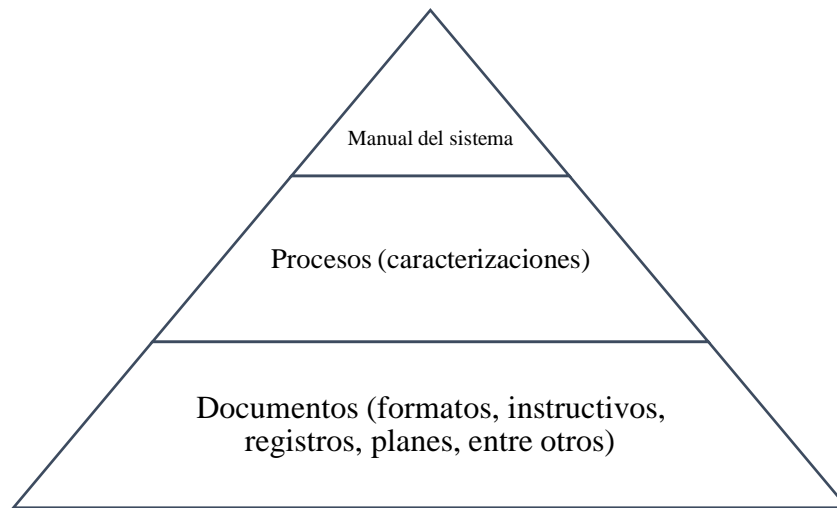 Manual del sistema
Procesos (caracterizaciones)
Documentos (formatos, instructivos,
registros, planes, entre otros)